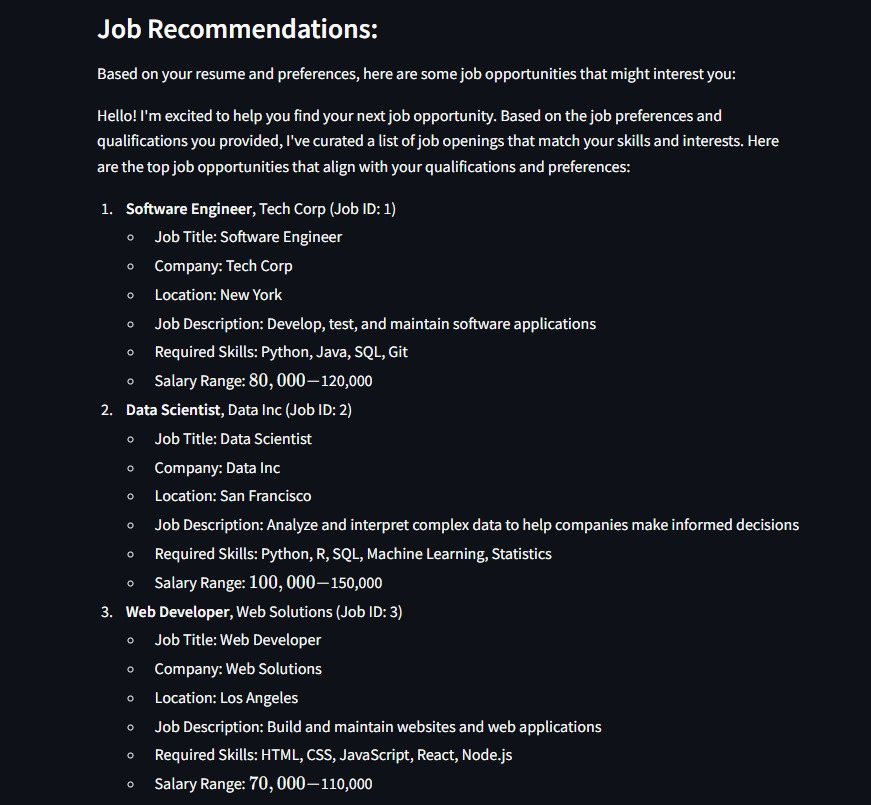 Job Recommendations:
Based on your resume and preferences, here are some job opportunities that might interest you:
Hello! I'm excited to help you find your next job opportunity. Based on the job preferences and
qualifications you provided, I've curated a list of job openings that match your skills and interests. Here
are the top job opportunities that align with your qualifications and preferences:
1. Software Engineer, Tech Corp (Job ID: 1)
◦ Job Title: Software Engineer
◦ Company: Tech Corp
◦ Location: New York
◦ Job Description: Develop, test, and maintain software applications
◦ Required Skills: Python, Java, SQL, Git
◦ Salary Range: 80,000−120,000
2. Data Scientist, Data Inc (Job ID: 2)
◦ Job Title: Data Scientist
◦ Company: Data Inc
◦ Location: San Francisco
◦ Job Description: Analyze and interpret complex data to help companies make informed decisions
◦ Required Skills: Python, R, SQL, Machine Learning, Statistics
◦ Salary Range: 100,000−150,000
3. Web Developer, Web Solutions (Job ID: 3)
◦ Job Title: Web Developer
◦ Company: Web Solutions
◦ Location: Los Angeles
◦ Job Description: Build and maintain websites and web applications
◦ Required Skills: HTML, CSS, JavaScript, React, Node.js
◦ Salary Range: 70,000−110,000